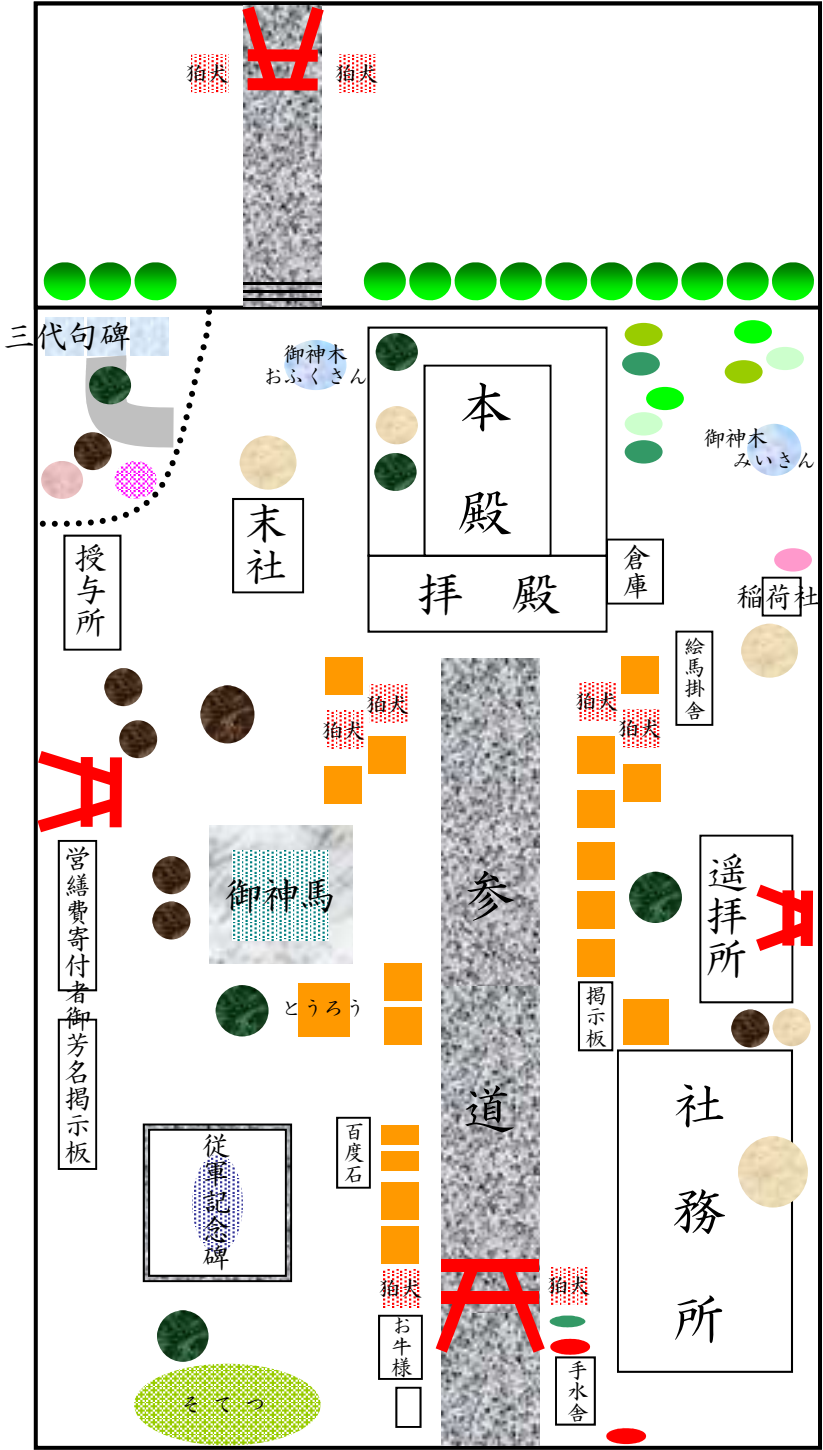 狛犬
狛犬
三代句碑
御神木
おふくさん
本殿
御神木
みいさん
末社
授与所
拝殿
倉庫
稲荷社
絵馬掛舎
狛犬
狛犬
狛犬
狛犬
御神馬
参道
遥拝所
営繕費寄付者御芳名掲示板
とうろう
掲示板
社務所
百度石
従軍記念碑
狛犬
狛犬
お牛様
手水舎
そてつ